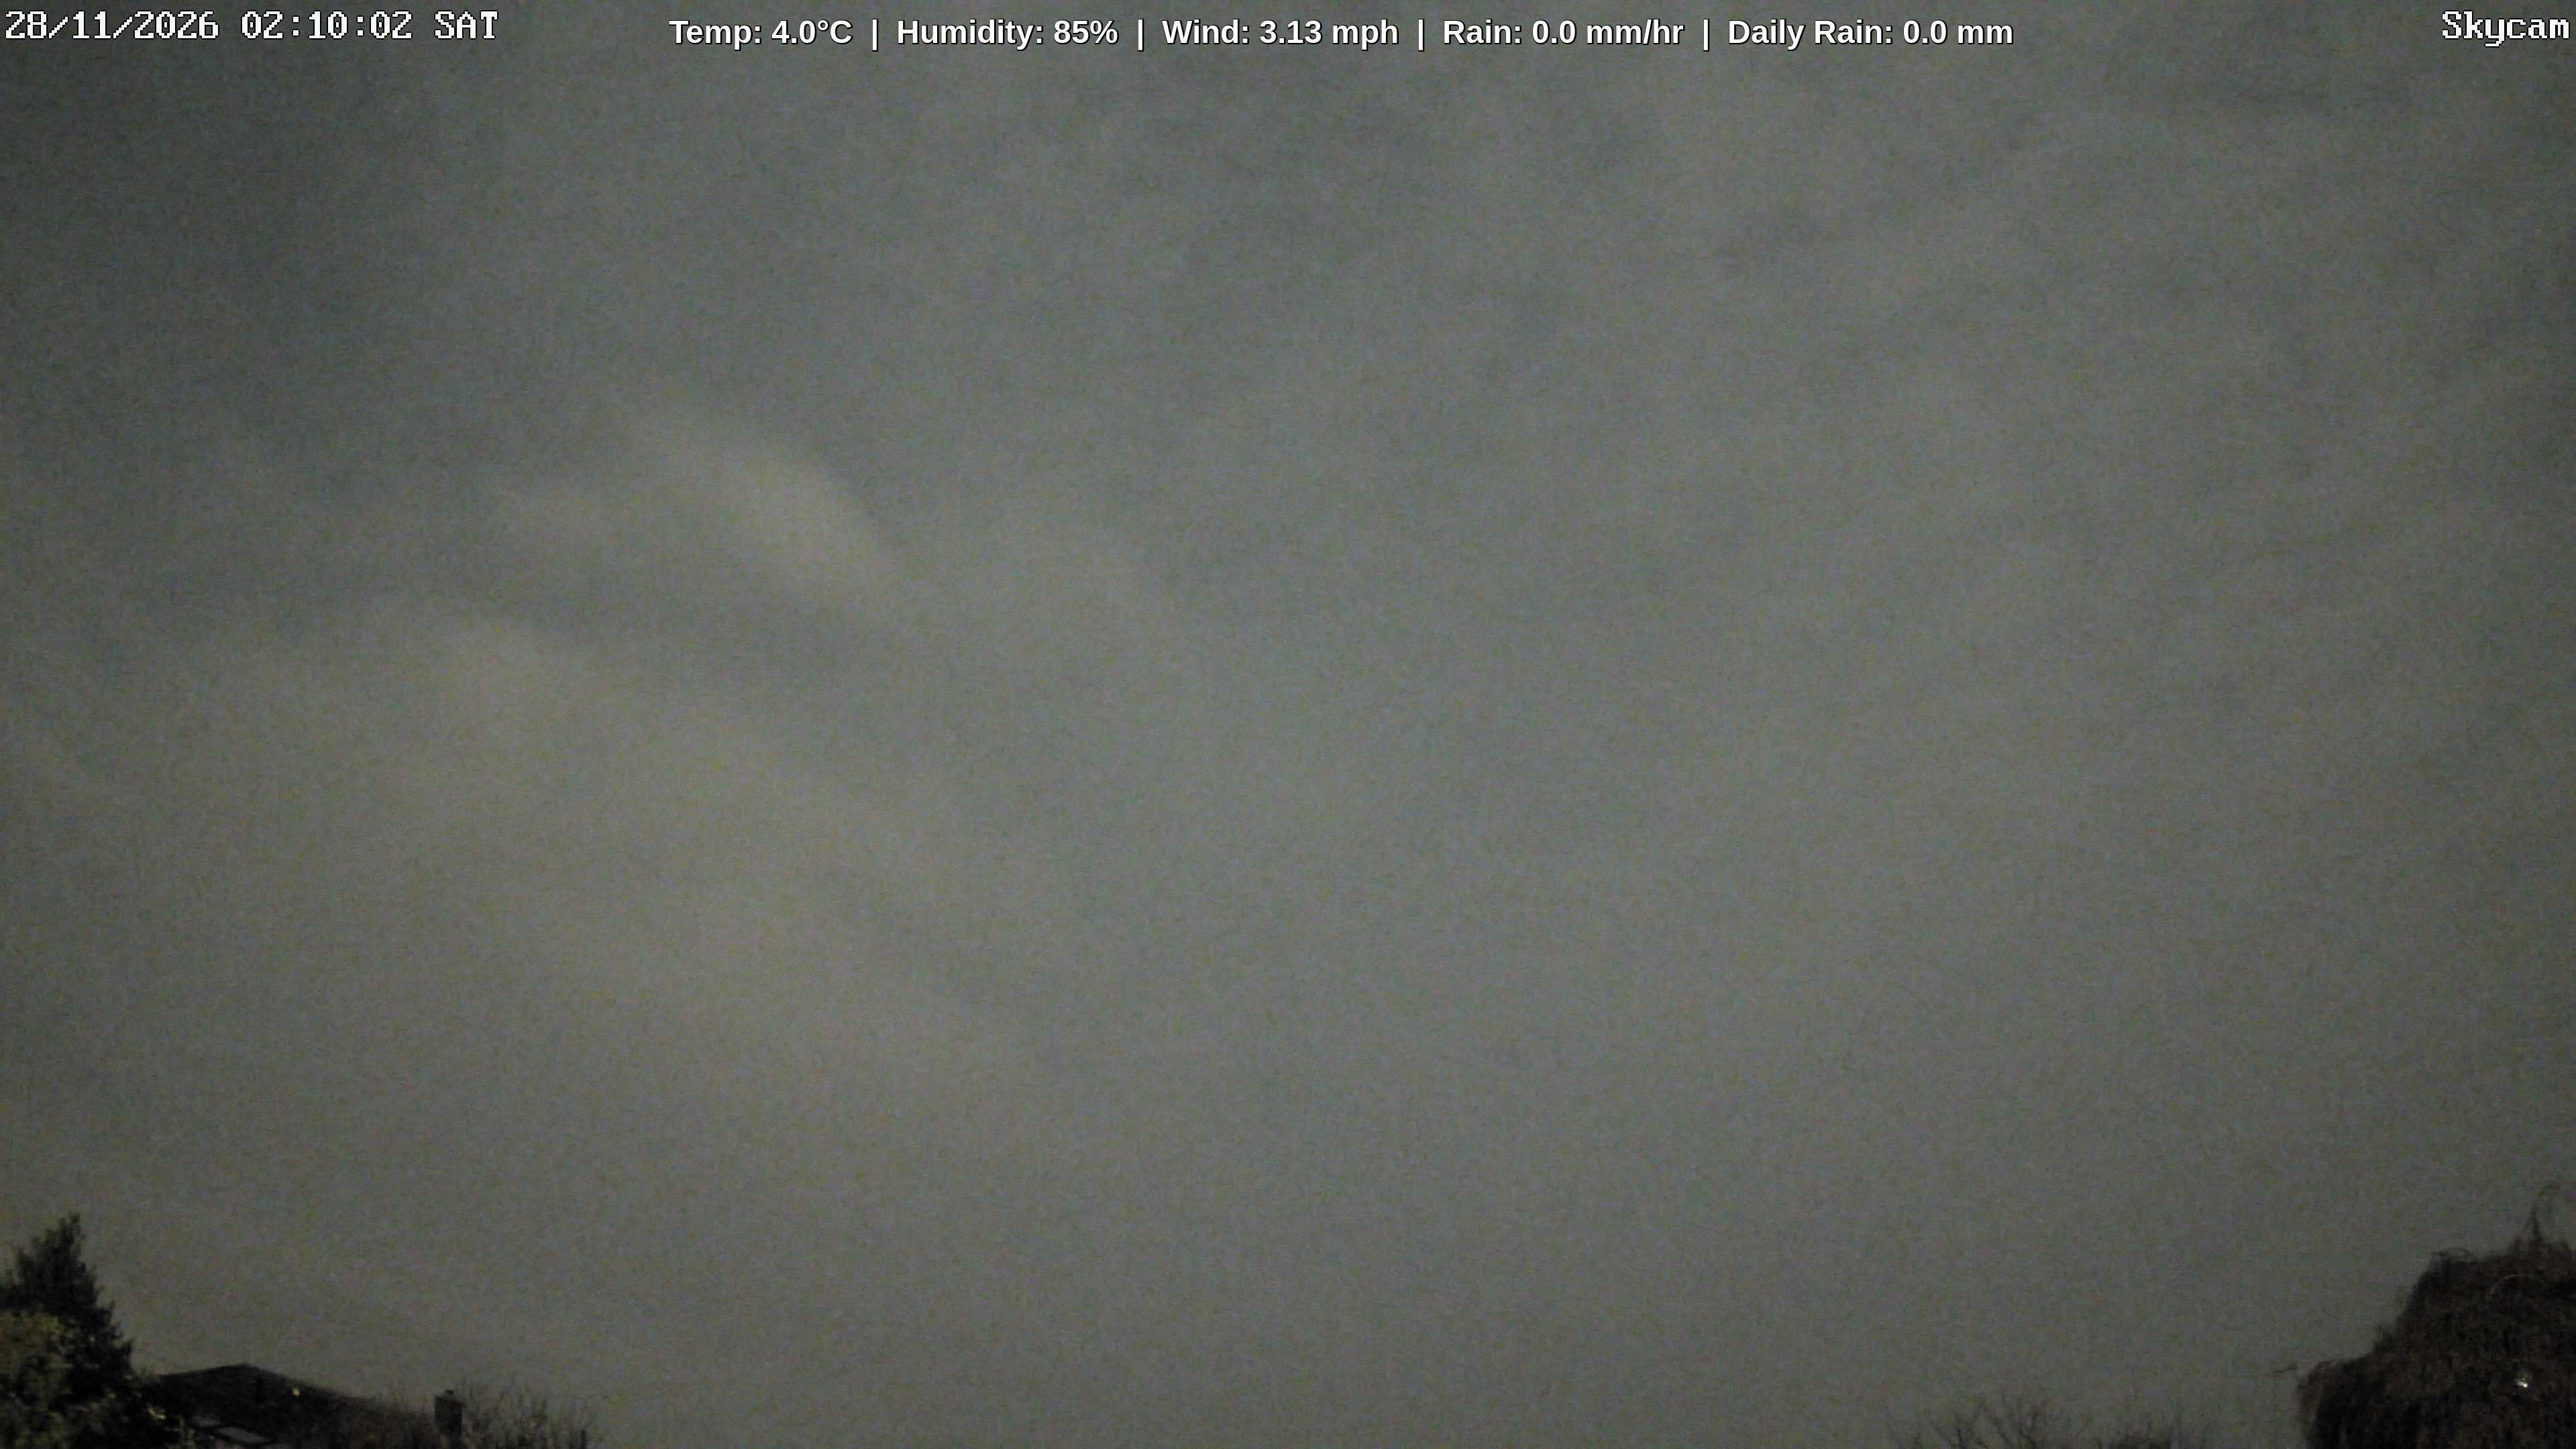 28/11/2026 02:10:02 SAT
Temp: 4.0°C | Humidity: 85% | Wind: 3.13 mph | Rain: 0.0 mm/hr | Daily Rain: 0.0 mm
Skycam